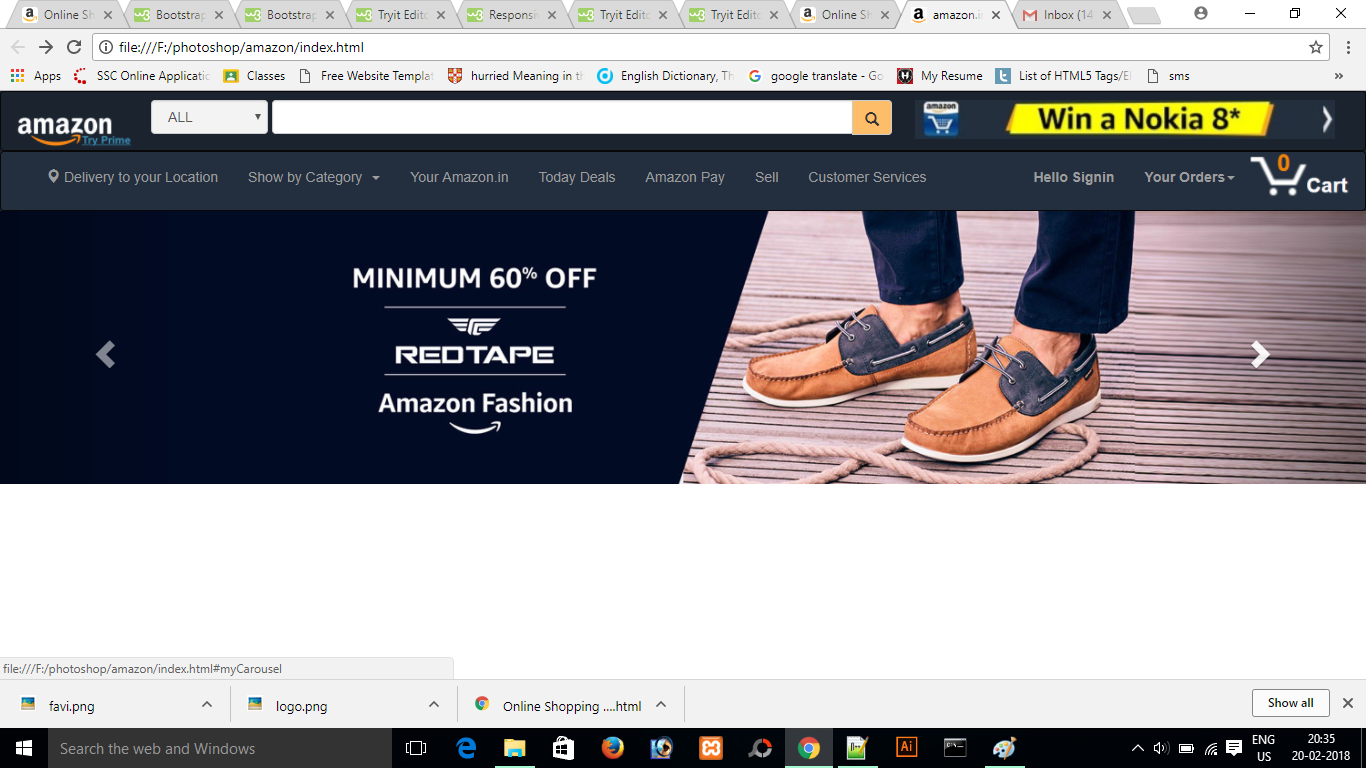 Online Sh
Bootstrap
Bootstrap
Tryit Edito
Responsiv
Tryit Edito
Tryit Edito
Online Sh
amazon.in
Inbox (14
file:///F:/photoshop/amazon/index.html
Apps SSC Online Applicatio Classes Free Website Templat hurried Meaning in th English Dictionary, Th google translate - Go My Resume List of HTML5 Tags/El sms »
amazon
Try Prime
ALL
amazon
Win a Nokia 8*
Delivery to your Location Show by Category Your Amazon.in Today Deals Amazon Pay Sell Customer Services Hello Signin Your Orders 0 Cart
MINIMUM 60% OFF
REDTAPE
Amazon Fashion
file:///F:/photoshop/amazon/index.html#myCarousel
favi.png logo.png Online Shopping ....html Show all
Search the web and Windows
Ai
ENG 20:35
US 20-02-2018